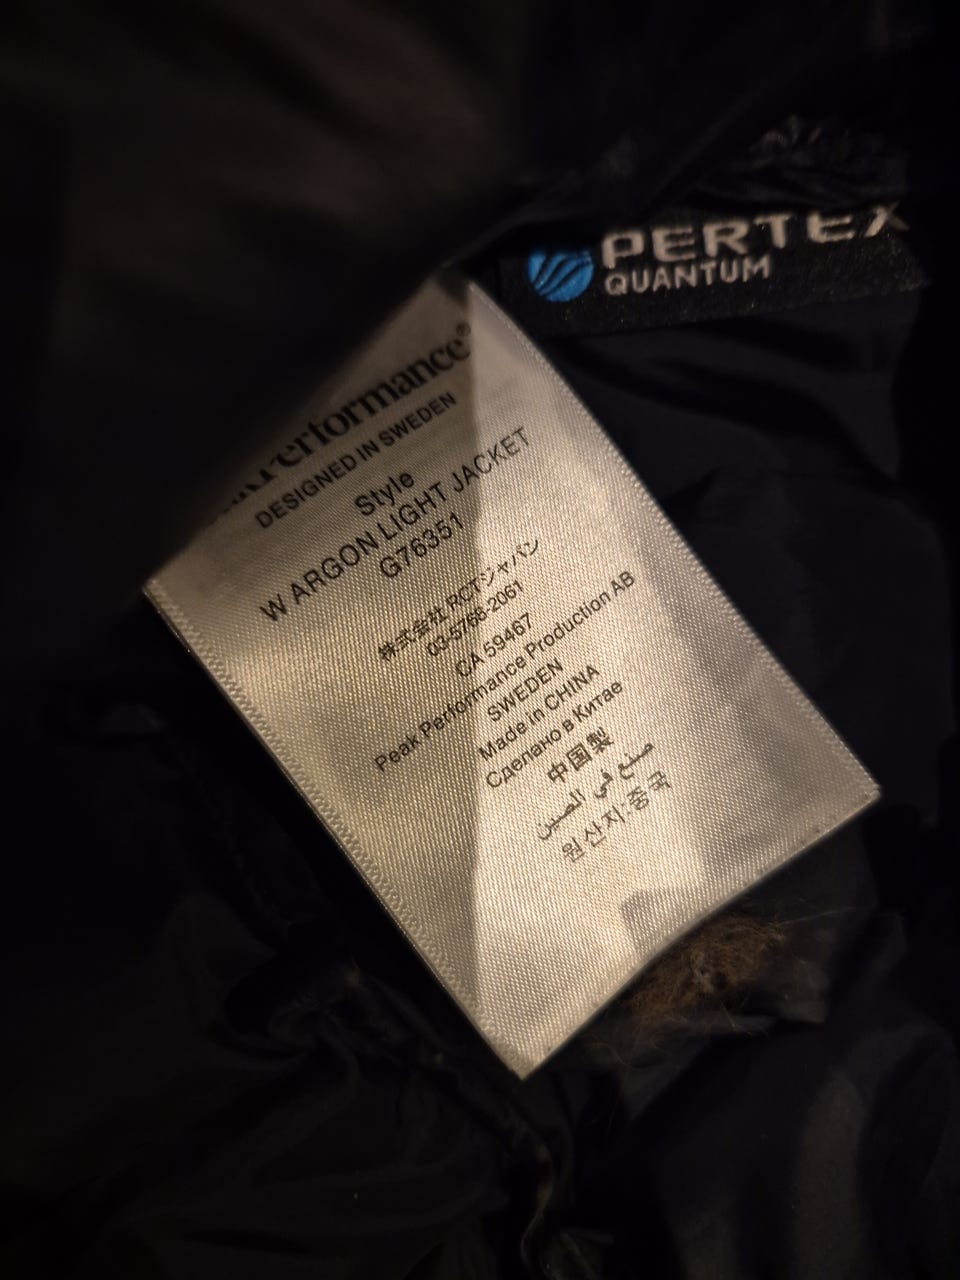 PERTEX
QUANTUM
Performance®
DESIGNED IN SWEDEN
Style
W ARGON LIGHT JACKET
G76351
株式会社 RCTジャパン
03-5768-2061
CA 59467
Peak Performance Production AB
SWEDEN
Made in CHINA
Сделано в Китае
中国製
صنع في الصين
원산지:중국